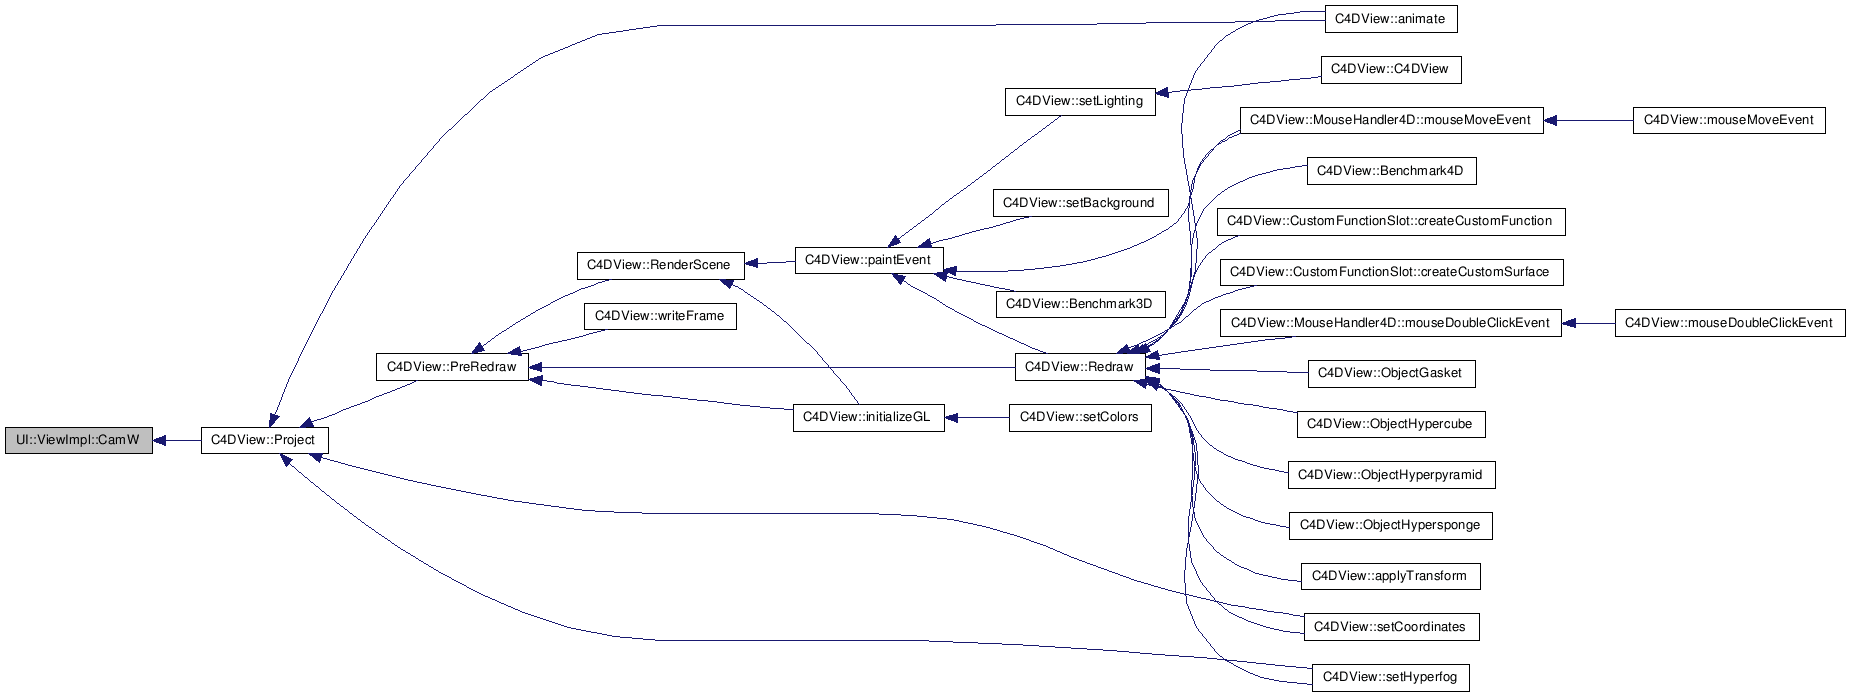 C4DView::animate
C4DView::C4DView
C4DView::setLighting
C4DView::MouseHandler4D::mouseMoveEvent
C4DView::mouseMoveEvent
C4DView::Benchmark4D
C4DView::setBackground
C4DView::CustomFunctionSlot::createCustomFunction
C4DView::paintEvent
C4DView::RenderScene
C4DView::CustomFunctionSlot::createCustomSurface
C4DView::Benchmark3D
C4DView::writeFrame
C4DView::MouseHandler4D::mouseDoubleClickEvent
C4DView::mouseDoubleClickEvent
C4DView::PreRedraw
C4DView::Redraw
C4DView::ObjectGasket
C4DView::initializeGL
C4DView::setColors
C4DView::ObjectHypercube
UI::ViewImpl::CamW
C4DView::Project
C4DView::ObjectHyperpyramid
C4DView::ObjectHypersponge
C4DView::applyTransform
C4DView::setCoordinates
C4DView::setHyperfog